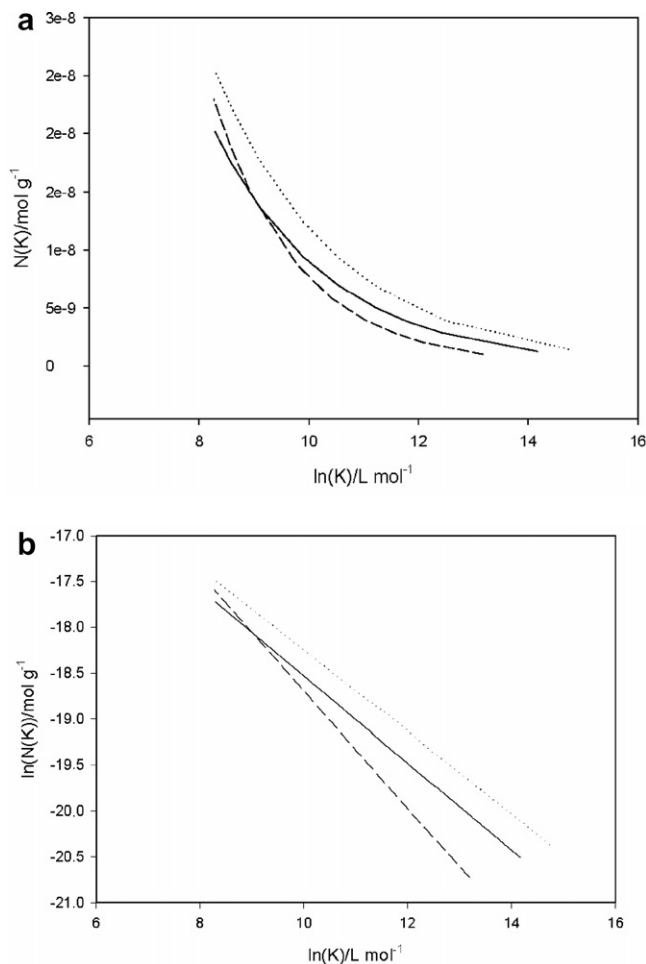 a
3e-8
2e-8
2e-8
2e-8
1e-8
5e-9
0
N(K)/mol g⁻¹
6 8 10 12 14 16
ln(K)/L mol⁻¹
b
-17.0
-17.5
-18.0
-18.5
-19.0
-19.5
-20.0
-20.5
-21.0
ln(N(K))/mol g⁻¹
6 8 10 12 14 16
ln(K)/L mol⁻¹